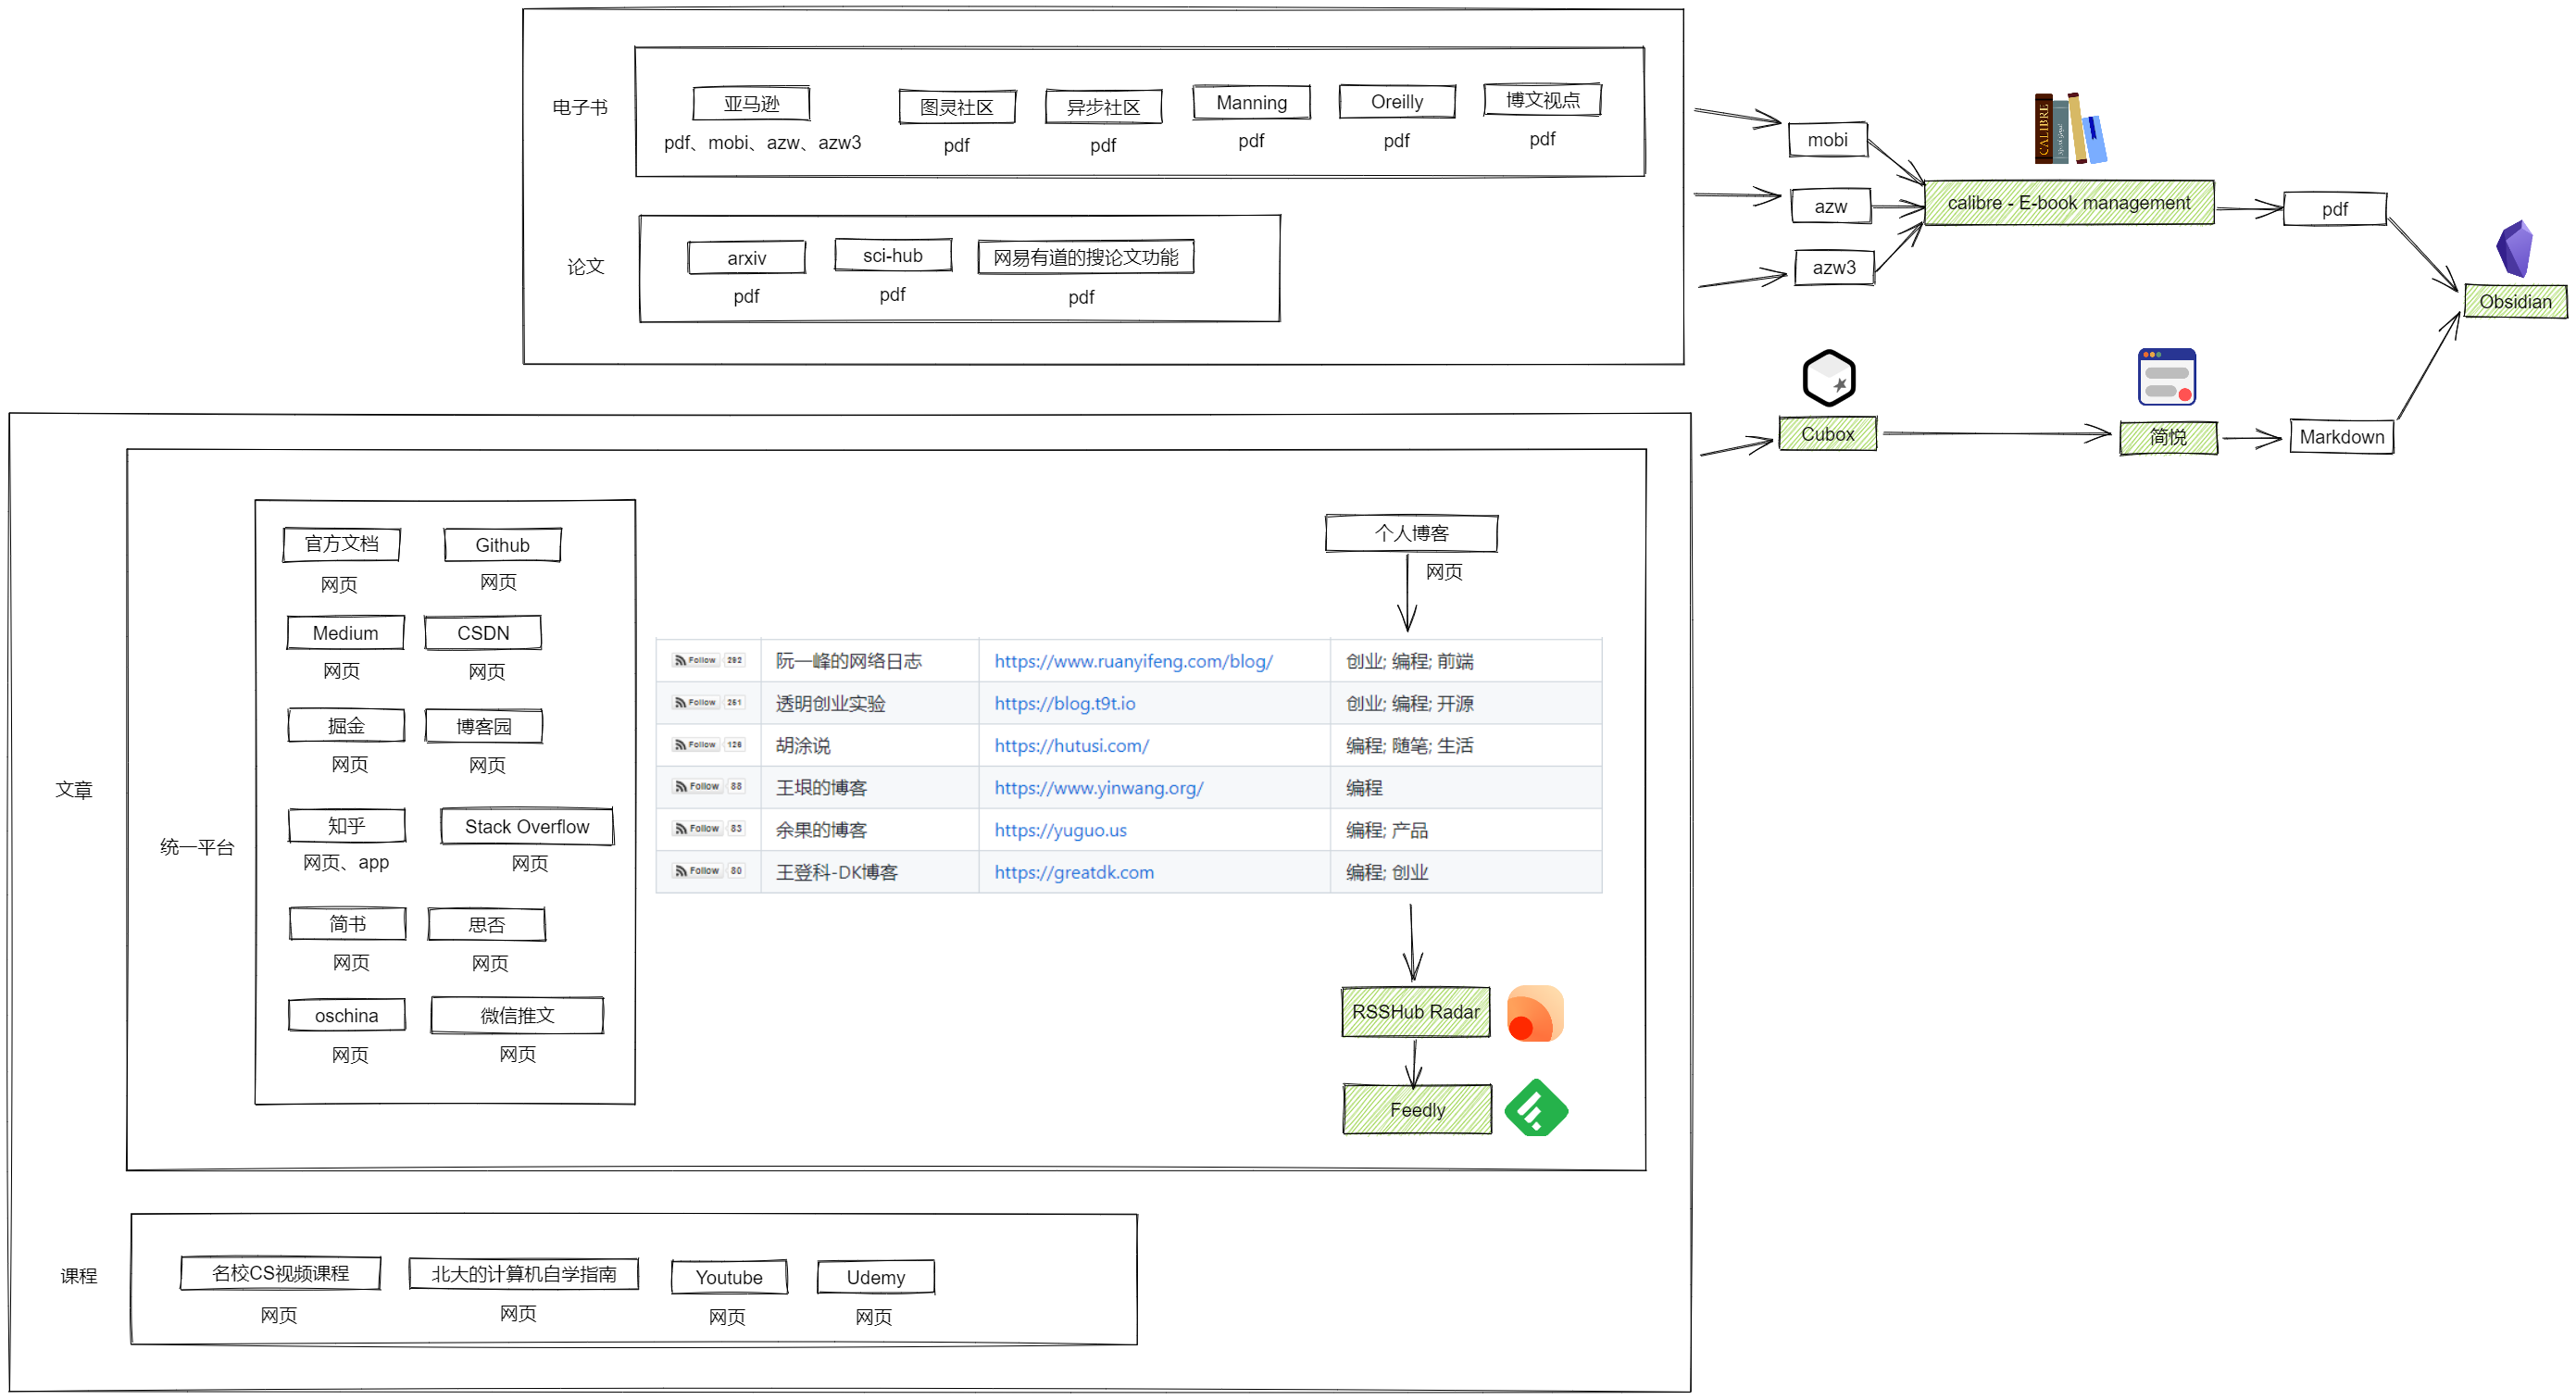 电子书
亚马逊
pdf、mobi、azw、azw3
图灵社区
pdf
异步社区
pdf
Manning
pdf
Oreilly
pdf
博文视点
pdf
论文
arxiv
pdf
sci-hub
pdf
网易有道的搜论文功能
pdf
mobi
azw
azw3
CALIBRE
calibre - E-book management
pdf
Obsidian
Cubox
简悦
Markdown
文章
统一平台
官方文档
网页
Github
网页
Medium
网页
CSDN
网页
掘金
网页
博客园
网页
知乎
网页、app
Stack Overflow
网页
简书
网页
思否
网页
oschina
网页
微信推文
网页
个人博客
网页
Follow 292 阮一峰的网络日志 https://www.ruanyifeng.com/blog/ 创业; 编程; 前端
Follow 251 透明创业实验 https://blog.t9t.io 创业; 编程; 开源
Follow 126 胡涂说 https://hutusi.com/ 编程; 随笔; 生活
Follow 88 王垠的博客 https://www.yinwang.org/ 编程
Follow 83 余果的博客 https://yuguo.us 编程; 产品
Follow 80 王登科-DK博客 https://greatdk.com 编程; 创业
RSSHub Radar
Feedly
课程
名校CS视频课程
网页
北大的计算机自学指南
网页
Youtube
网页
Udemy
网页